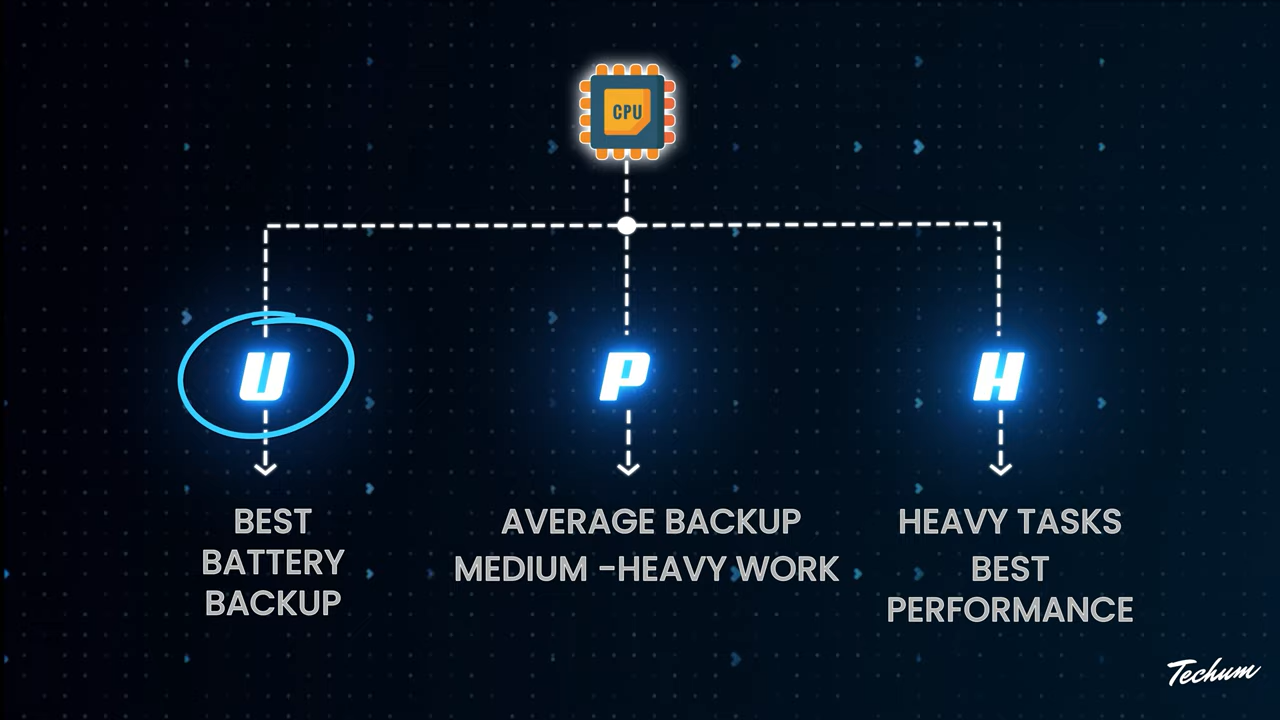 CPU
U
P
H
BEST
BATTERY
BACKUP
AVERAGE BACKUP
MEDIUM -HEAVY WORK
HEAVY TASKS
BEST
PERFORMANCE
Techum